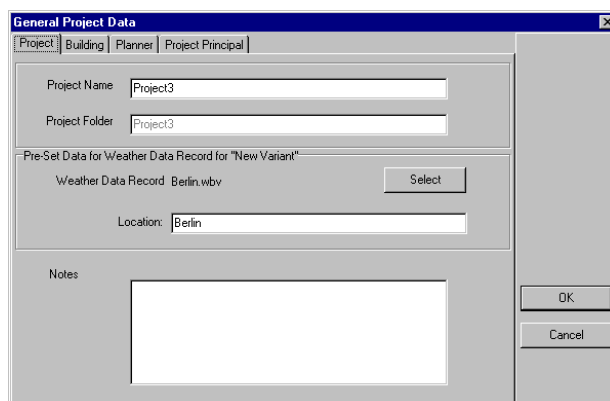 General Project Data
Project Building Planner Project Principal
Project Name Project3
Project Folder Project3
Pre-Set Data for Weather Data Record for "New Variant"
Weather Data Record Berlin.wbv Select
Location: Berlin
Notes
OK
Cancel